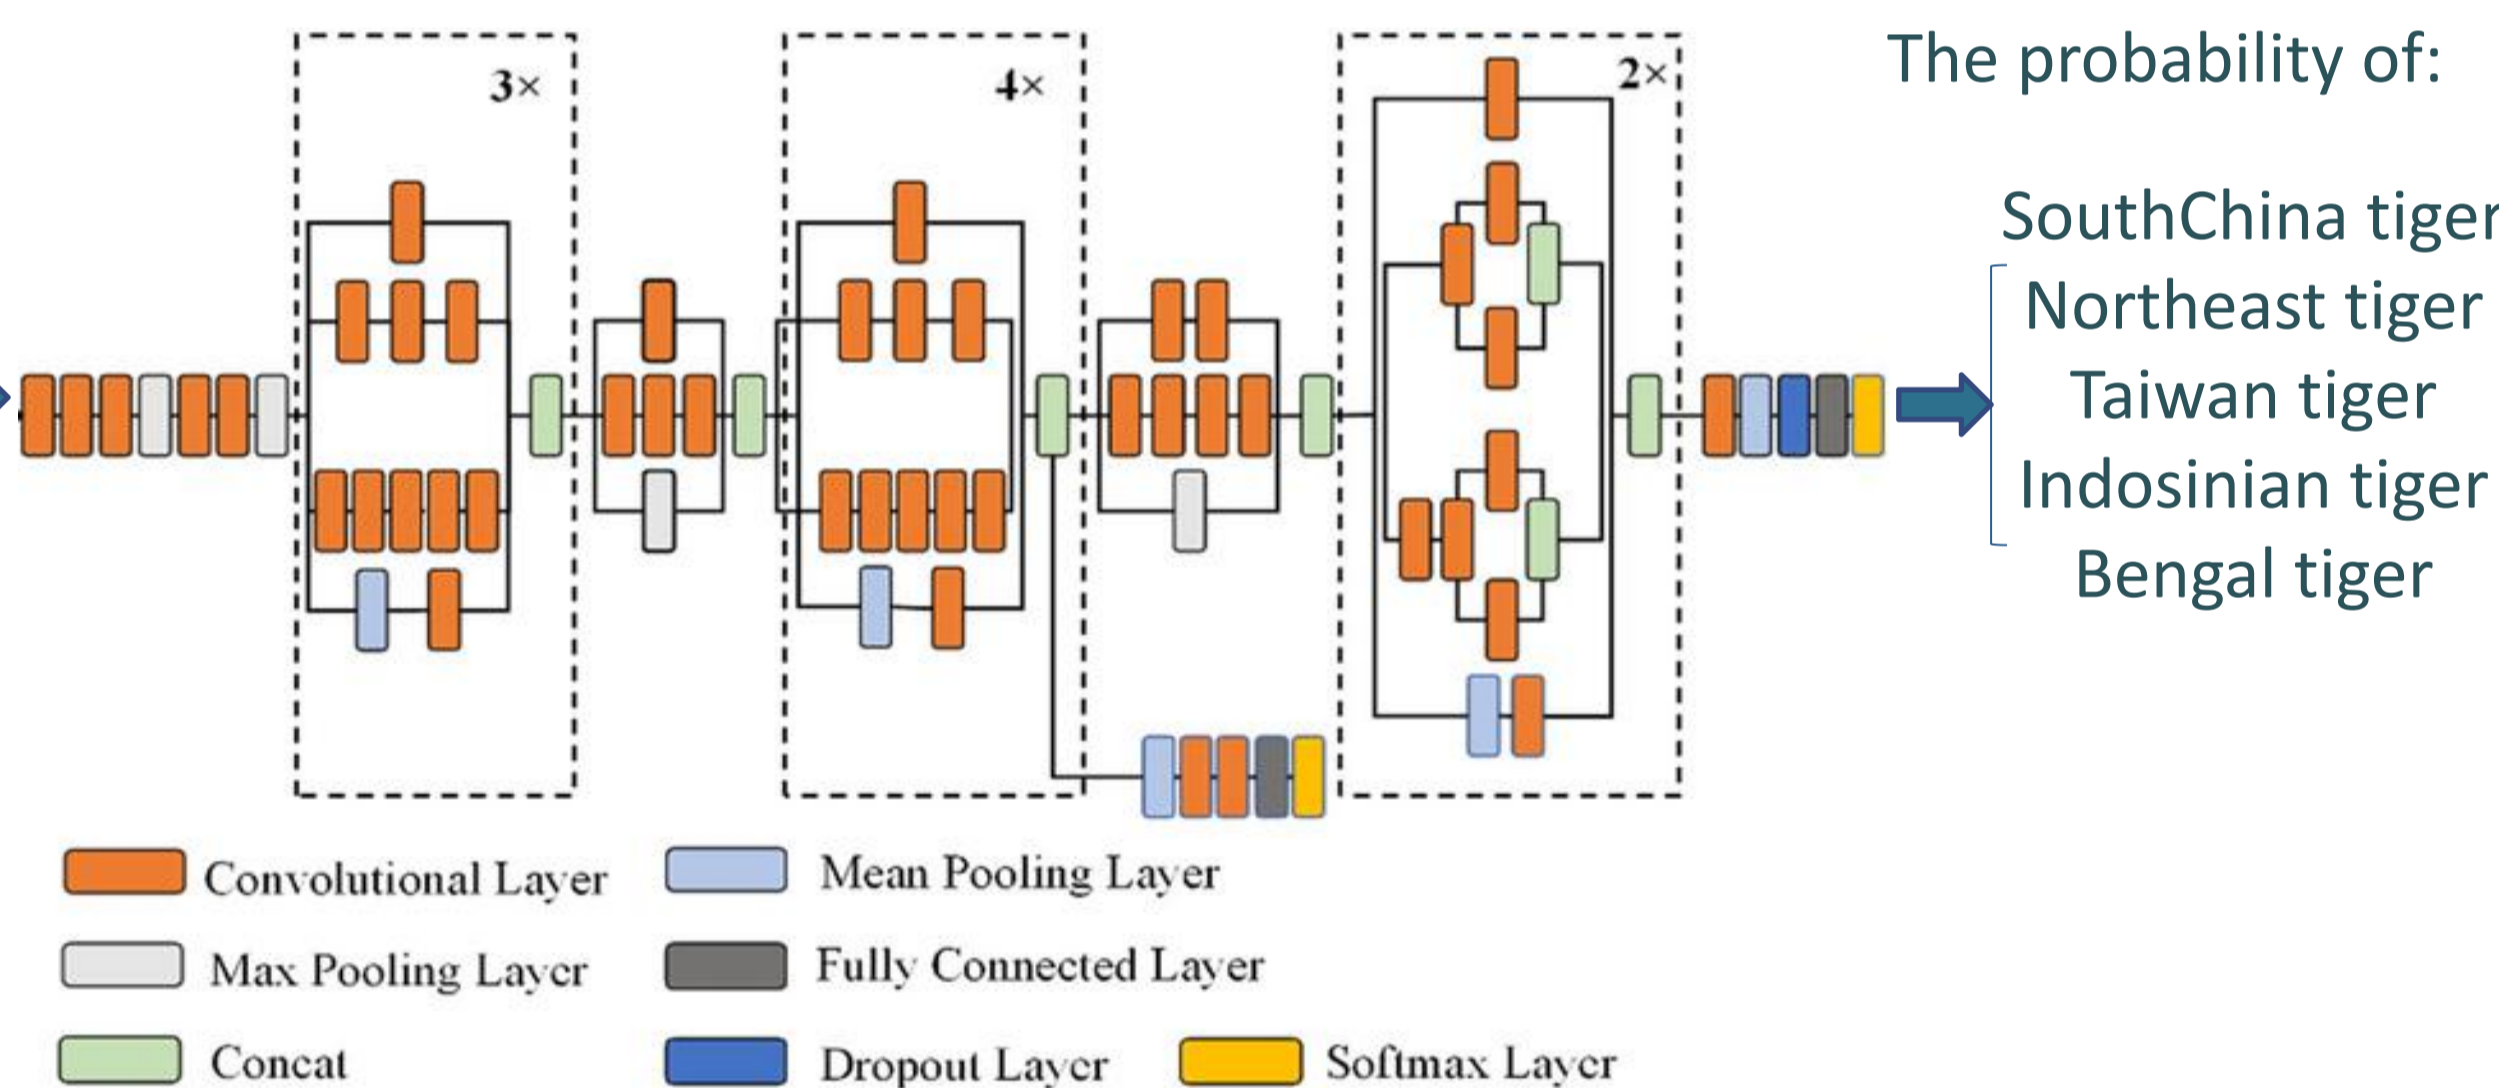 3×
4×
2×
The probability of:
SouthChina tiger
Northeast tiger
Taiwan tiger
Indosinian tiger
Bengal tiger
Convolutional Layer
Mean Pooling Layer
Max Pooling Layer
Fully Connected Layer
Concat
Dropout Layer
Softmax Layer